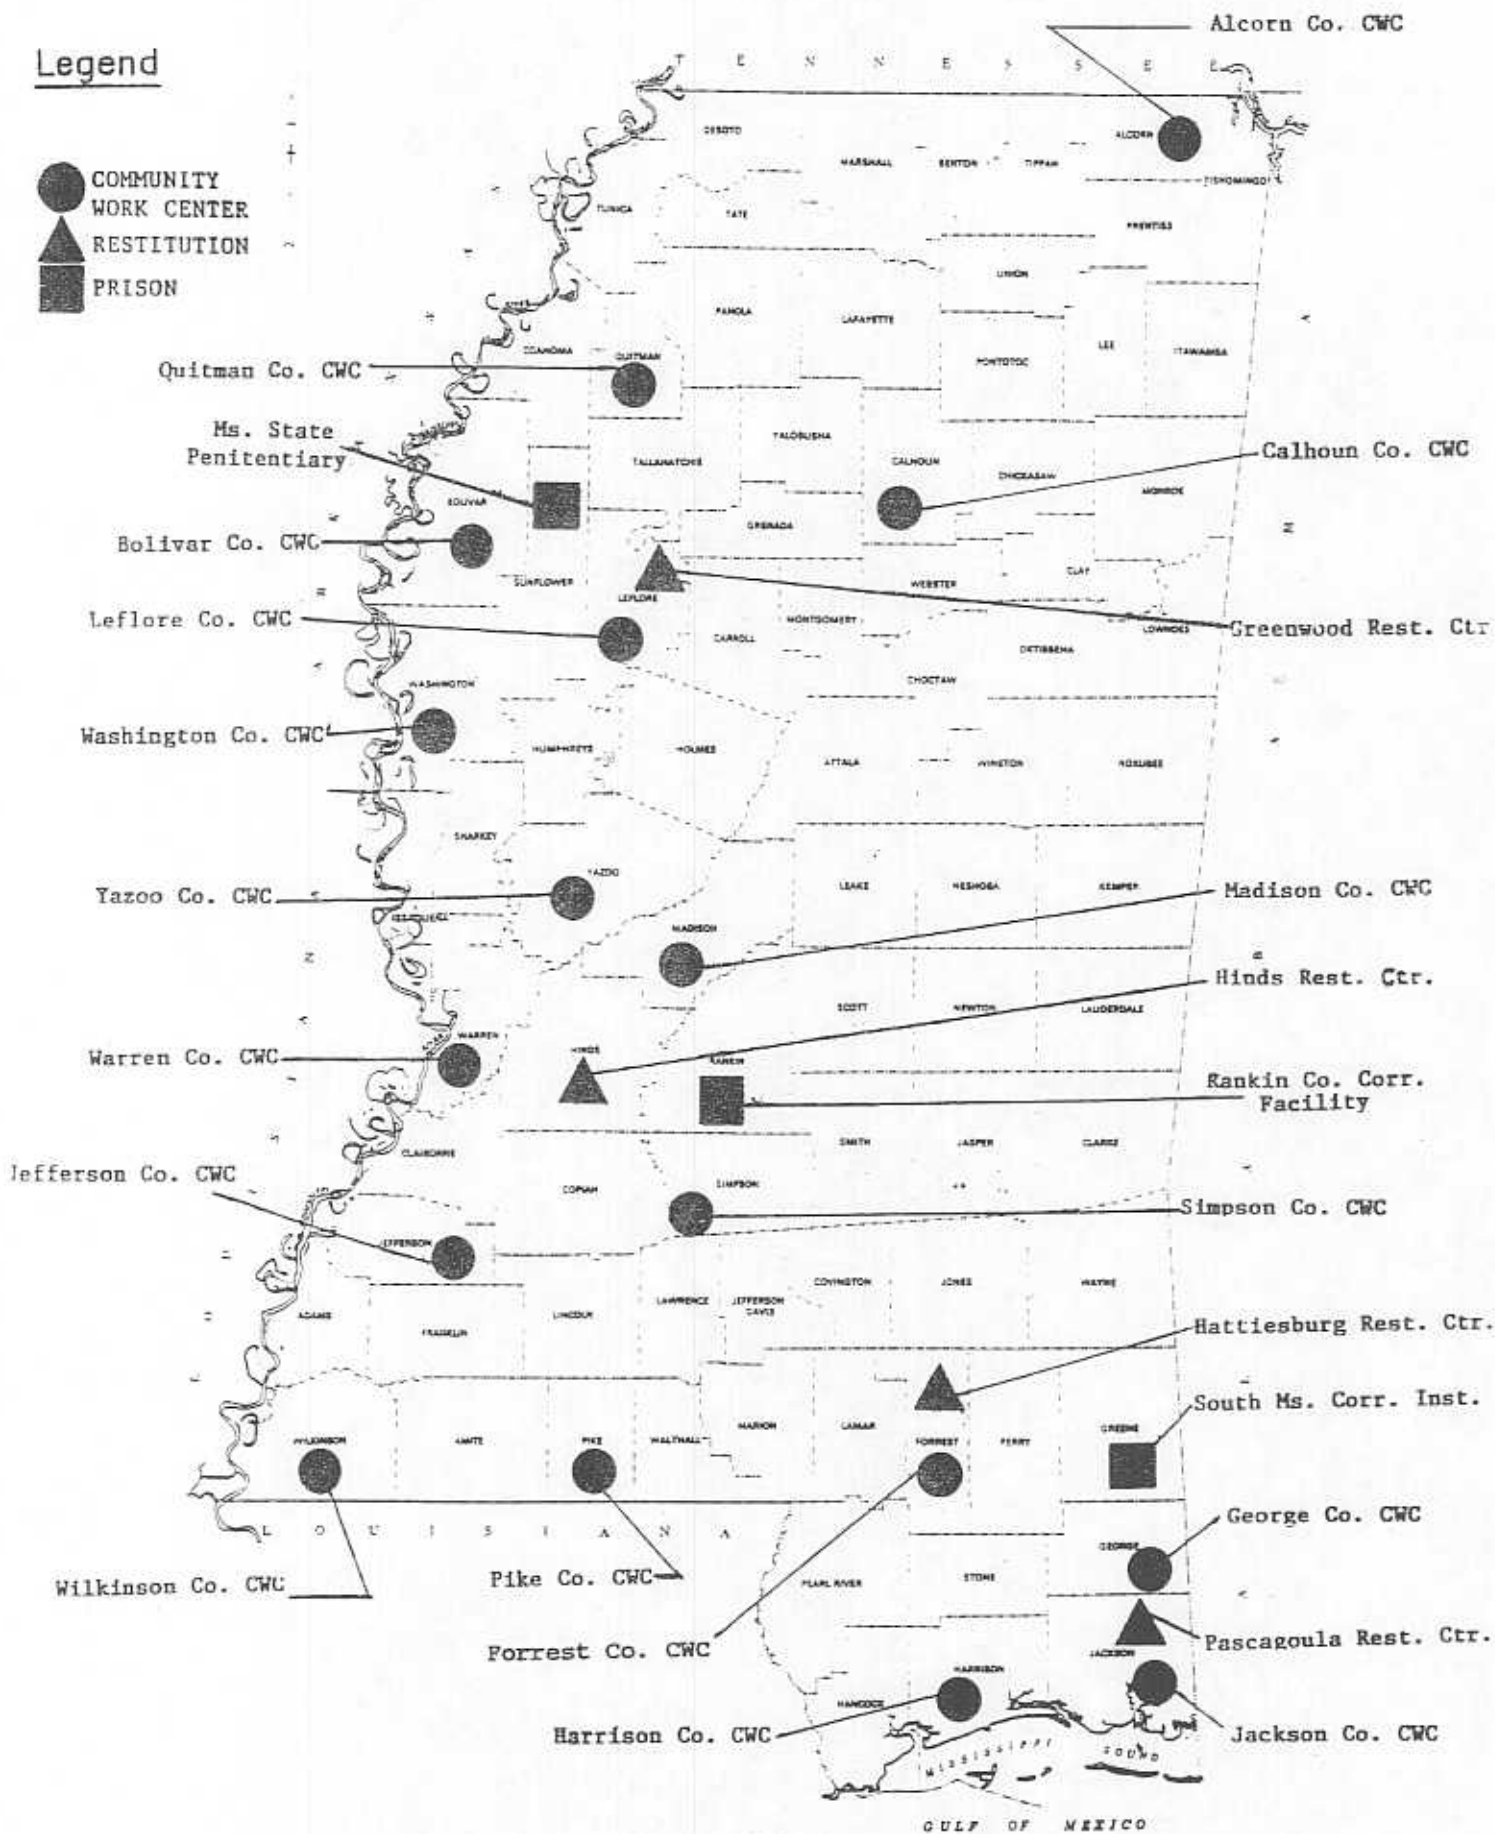 Alcorn Co. CWC
Legend
T E N N E S S E E
COMMUNITY
WORK CENTER
RESTITUTION
PRISON
DESOTO
ALCORN
MARSHALL
BENTON
TIPPAH
TISHOMINGO
TUNICA
TATE
PRENTISS
UNION
PANOLA
LAFAYETTE
LEE
ITAWAMBA
PONTOTOC
COAHOMA
QUITMAN
Quitman Co. CWC
Ms. State
Penitentiary
TALLAHATCHIE
YALOBUSHA
CALHOUN
CHICKASAW
MONROE
Calhoun Co. CWC
BOLIVAR
GRENADA
Bolivar Co. CWC
SUNFLOWER
WEBSTER
CLAY
LEFLORE
Leflore Co. CWC
CARROLL
MONTGOMERY
LOWNDES
Greenwood Rest. Ctr
OKTIBBEHA
CHOCTAW
WASHINGTON
Washington Co. CWC
HUMPHREYS
HOLMES
ATTALA
WINSTON
NOXUBEE
SHARKEY
YAZOO
Yazoo Co. CWC
LEAKE
NESHOBA
KEMPER
Madison Co. CWC
MADISON
Hinds Rest. Ctr.
SCOTT
NEWTON
LAUDERDALE
WARREN
HINDS
RANKIN
Warren Co. CWC
Rankin Co. Corr.
Facility
CLAIBORNE
SMITH
JASPER
CLARKE
Jefferson Co. CWC
COPIAH
SIMPSON
Simpson Co. CWC
JEFFERSON
COVINGTON
JONES
WAYNE
ADAMS
FRANKLIN
LINCOLN
LAWRENCE
JEFFERSON
DAVIS
Hattiesburg Rest. Ctr.
South Ms. Corr. Inst.
WILKINSON
AMITE
PIKE
WALTHALL
MARION
LAMAR
FORREST
PERRY
GREENE
L O U I S I A N A
George Co. CWC
GEORGE
Wilkinson Co. CWC
Pike Co. CWC
PEARL RIVER
STONE
Forrest Co. CWC
JACKSON
Pascagoula Rest. Ctr.
HARRISON
HANCOCK
Harrison Co. CWC
Jackson Co. CWC
MISSISSIPPI SOUND
GULF OF MEXICO